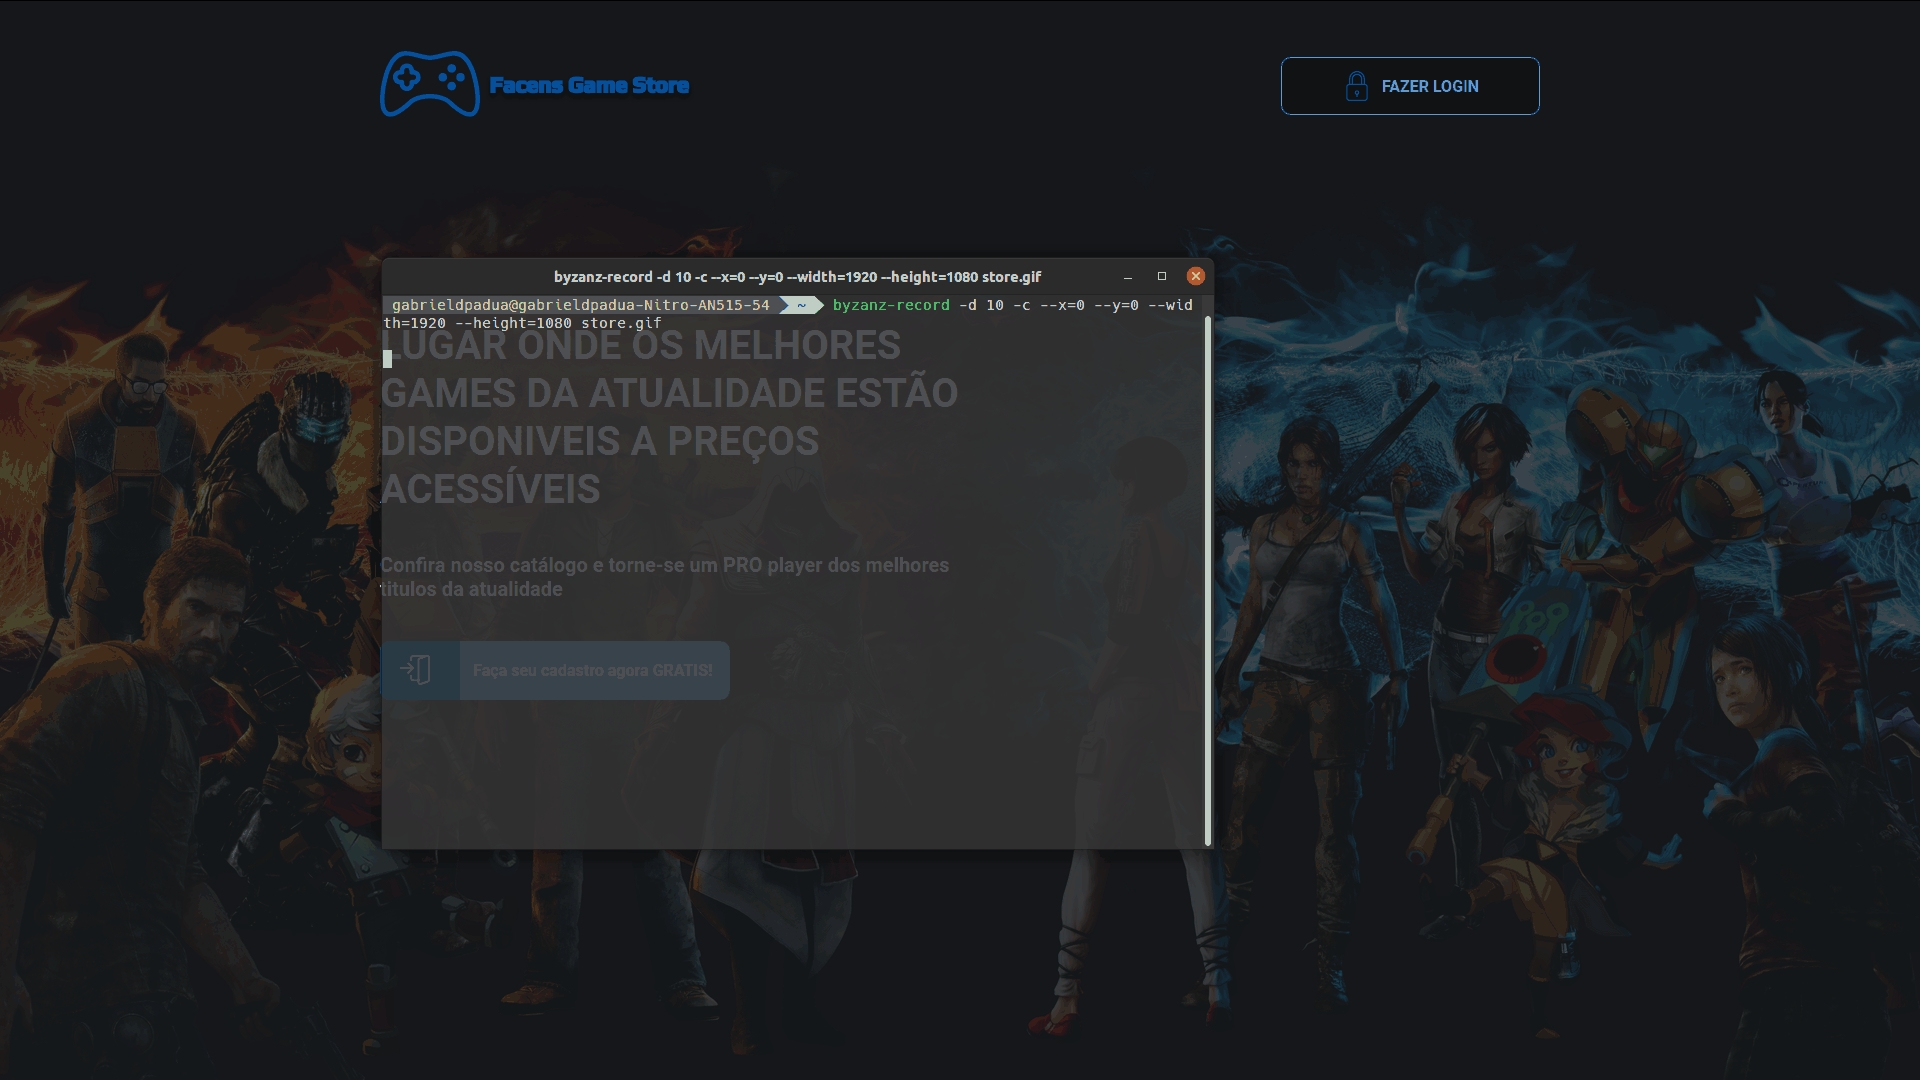 Facens Game Store
FAZER LOGIN
byzanz-record -d 10 -c --x=0 --y=0 --width=1920 --height=1080 store.gif
gabrieldpadua@gabrieldpadua-Nitro-AN515-54 ~ byzanz-record -d 10 -c --x=0 --y=0 --wid
th=1920 --height=1080 store.gif
LUGAR ONDE OS MELHORES
GAMES DA ATUALIDADE ESTÃO
DISPONIVEIS A PREÇOS
ACESSÍVEIS
Confira nosso catálogo e torne-se um PRO player dos melhores
titulos da atualidade
Faça seu cadastro agora GRATIS!
POP